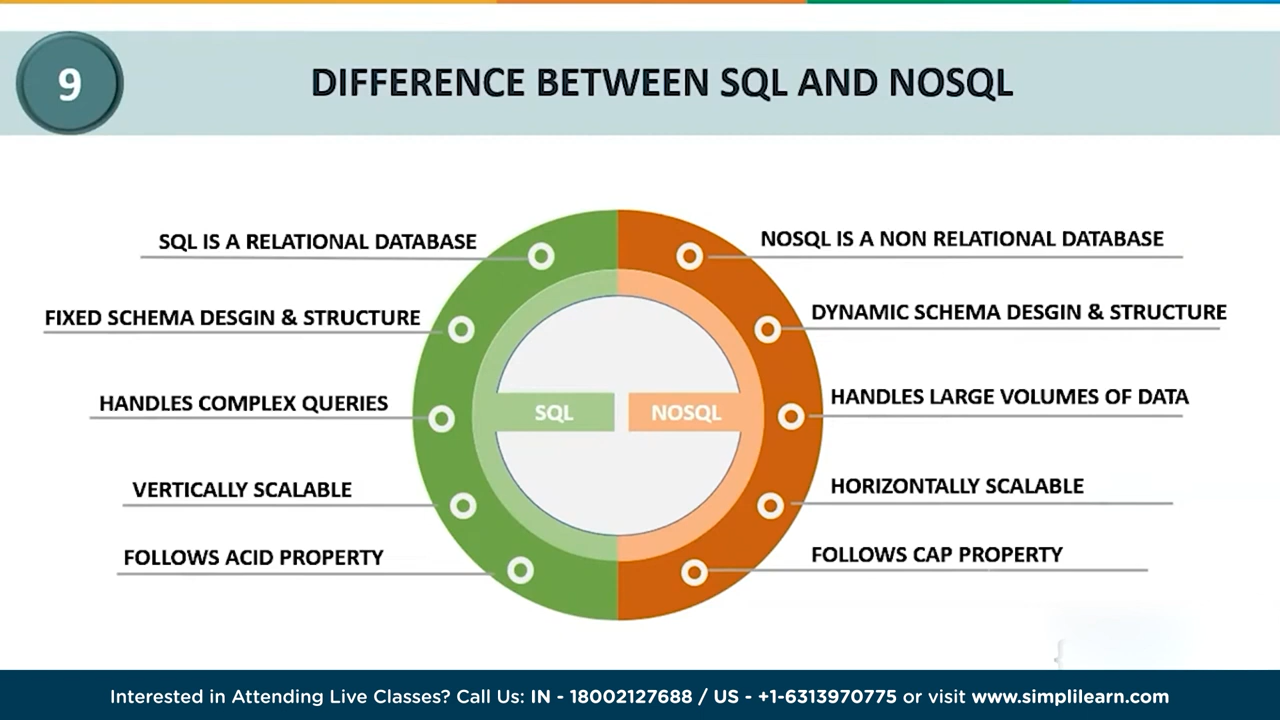 9
DIFFERENCE BETWEEN SQL AND NOSQL
SQL IS A RELATIONAL DATABASE
FIXED SCHEMA DESGIN & STRUCTURE
HANDLES COMPLEX QUERIES
VERTICALLY SCALABLE
FOLLOWS ACID PROPERTY
SQL
NOSQL
NOSQL IS A NON RELATIONAL DATABASE
DYNAMIC SCHEMA DESGIN & STRUCTURE
HANDLES LARGE VOLUMES OF DATA
HORIZONTALLY SCALABLE
FOLLOWS CAP PROPERTY
Interested in Attending Live Classes? Call Us: IN - 18002127688 / US - +1-6313970775 or visit www.simplilearn.com